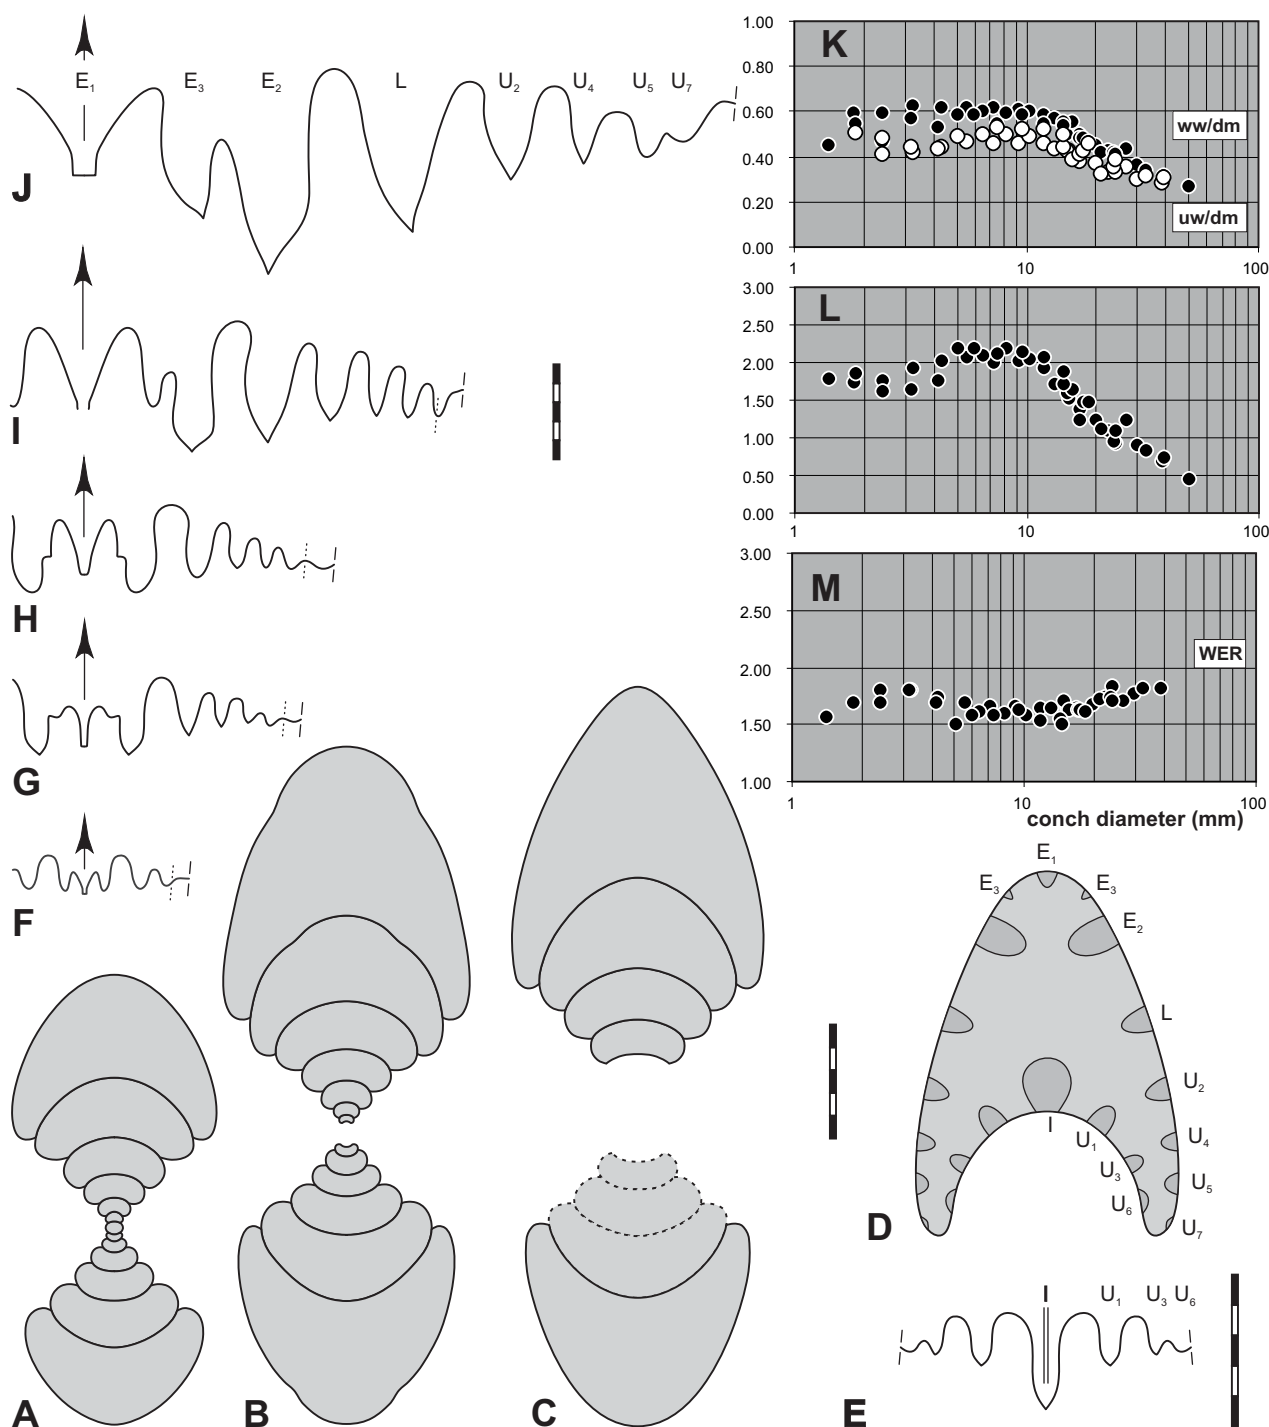 E₁ E₃ E₂ L U₂ U₄ U₅ U₇
J
I
H
G
F
A
B
C
K
1.00
0.80
0.60
0.40
0.20
0.00
ww/dm
uw/dm
1 10 100
L
3.00
2.50
2.00
1.50
1.00
0.50
0.00
1 10 100
M
3.00
2.50
2.00
1.50
1.00
WER
1 10 100
conch diameter (mm)
E₁
E₃ E₃
E₂
L
U₂
I
U₁
U₄
U₃
U₅
U₆
U₇
D
I U₁ U₃ U₆
E